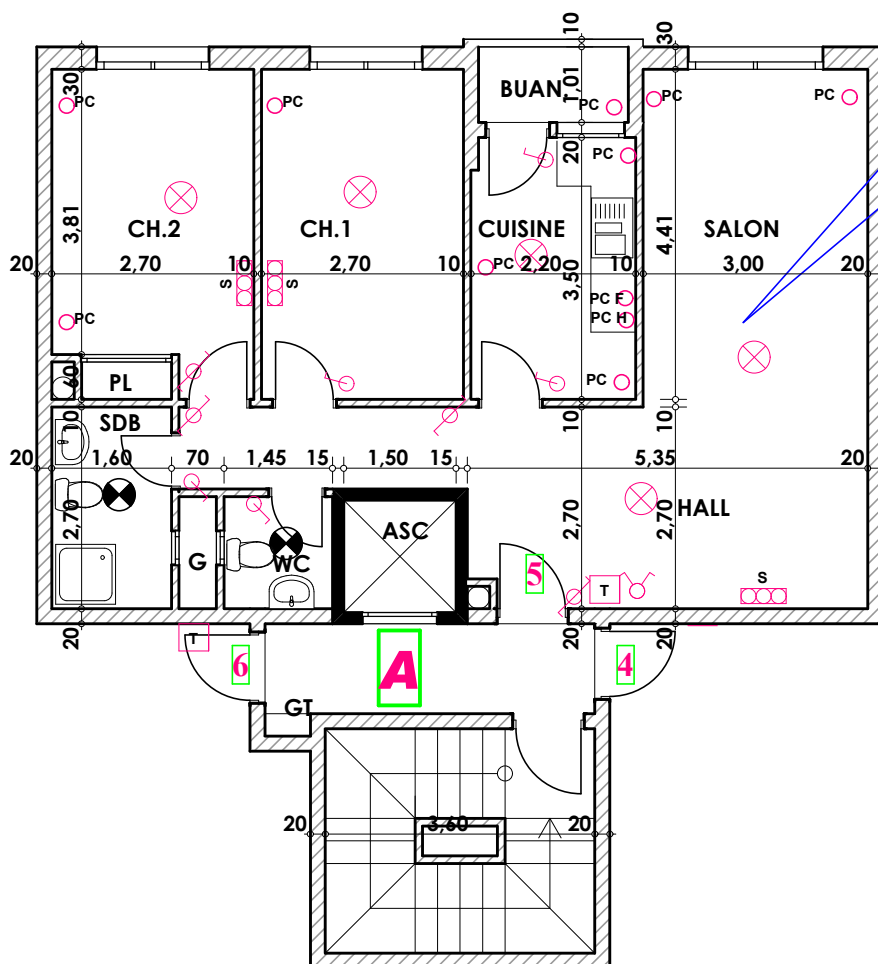 10
30
30
BUAN
1,01
PC
PC
PC
PC
20
PC
3,81
4,41
CH.2
CH.1
CUISINE
SALON
20
2,70
10
2,70
10
PC
2,20
10
3,00
20
S
S
3,50
PC F
PC H
PC
PC
60
PL
10
SDB
10
10
20
1,60
70
1,45
15
1,50
15
5,35
20
2,70
2,70
2,70
HALL
ASC
G
WC
5
T
S
20
20
20
T
6
A
4
GT
20
3,60
20